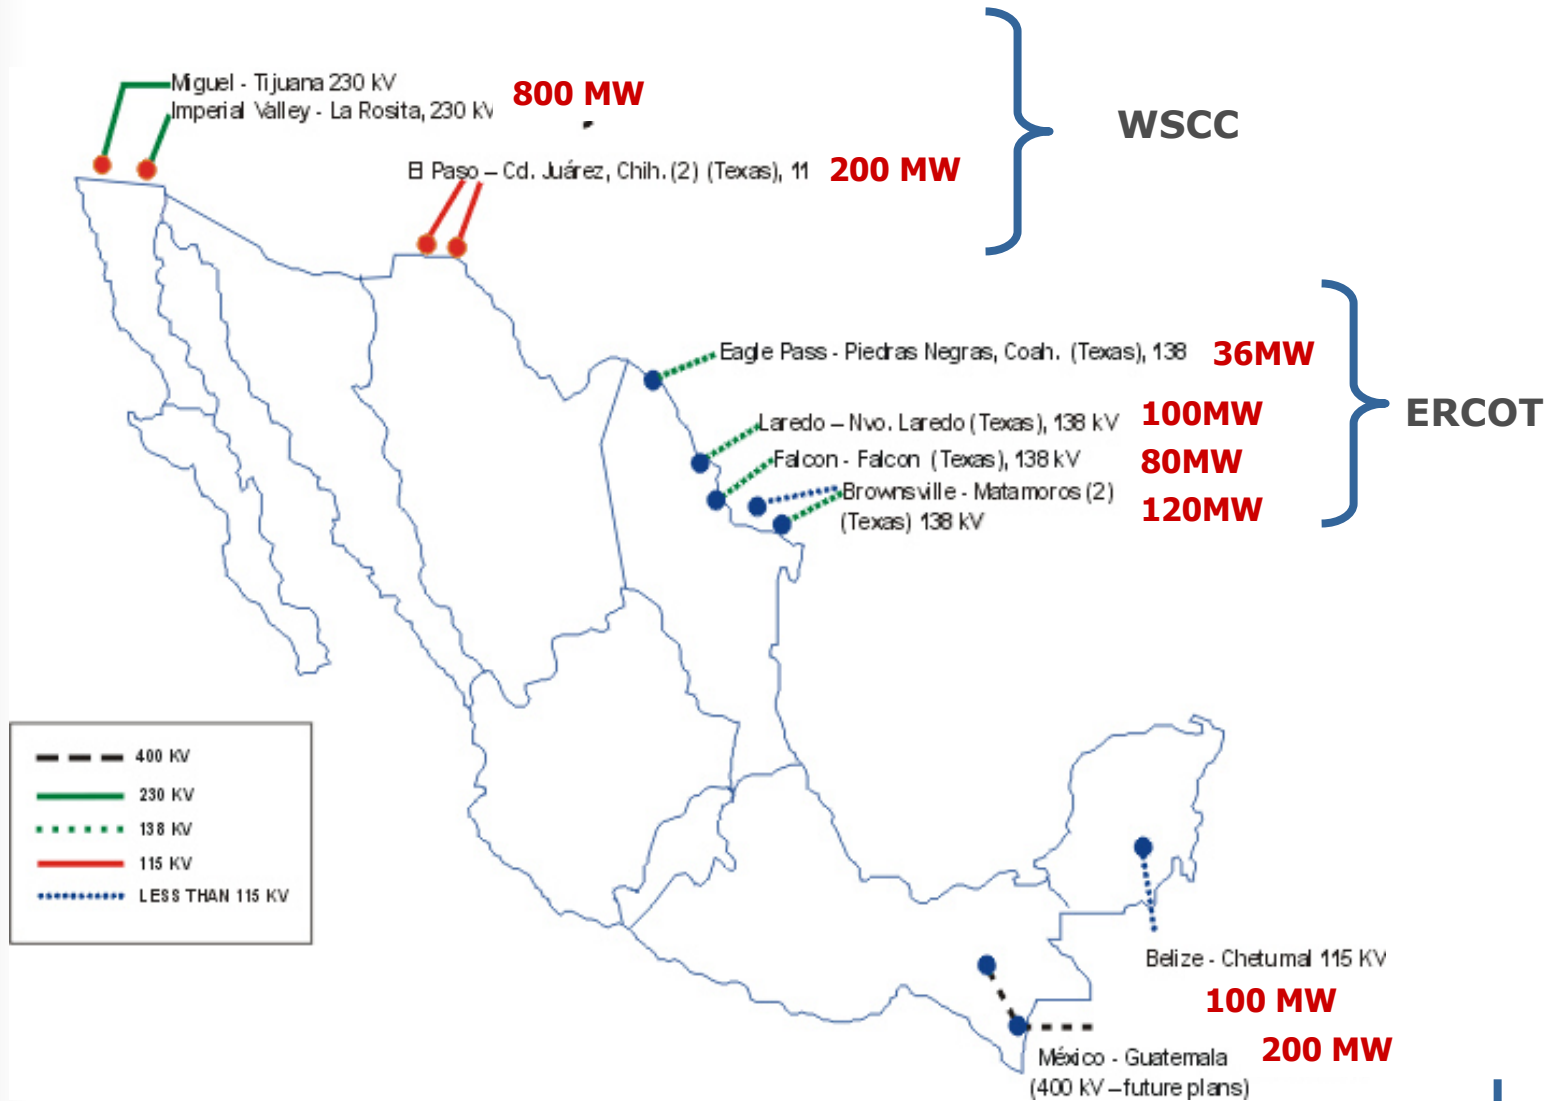 Miguel - Tijuana 230 kV
Imperial Valley - La Rosita, 230 kV
800 MW
El Paso – Cd. Juárez, Chih. (2) (Texas), 11
200 MW
WSCC
Eagle Pass - Piedras Negras, Coah. (Texas), 138
36MW
Laredo – Nvo. Laredo (Texas), 138 kV
100MW
Falcon - Falcon (Texas), 138 kV
80MW
Brownsville - Matamoros (2)
(Texas) 138 kV
120MW
ERCOT
400 KV
230 KV
138 KV
115 KV
LESS THAN 115 KV
Belize - Chetumal 115 KV
100 MW
México - Guatemala
(400 kV – future plans)
200 MW